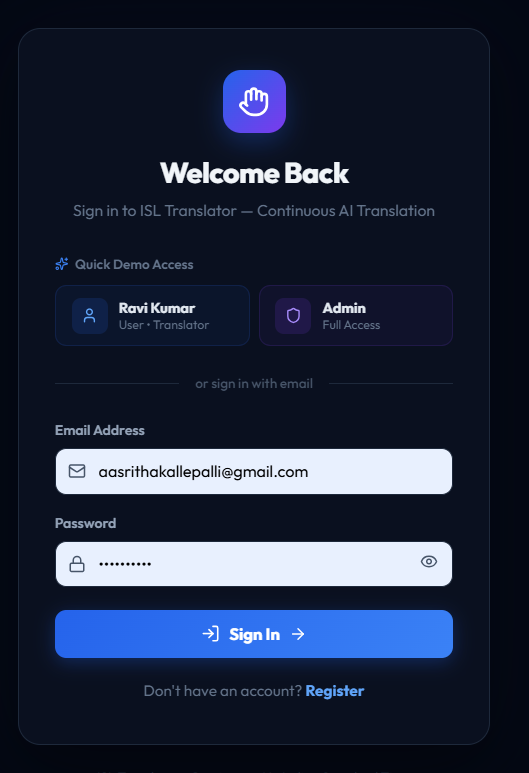 Welcome Back
Sign in to ISL Translator — Continuous AI Translation
Quick Demo Access
Ravi Kumar
User • Translator
Admin
Full Access
or sign in with email
Email Address
aasrithakallepalli@gmail.com
Password
••••••••••
Sign In
Don't have an account? Register